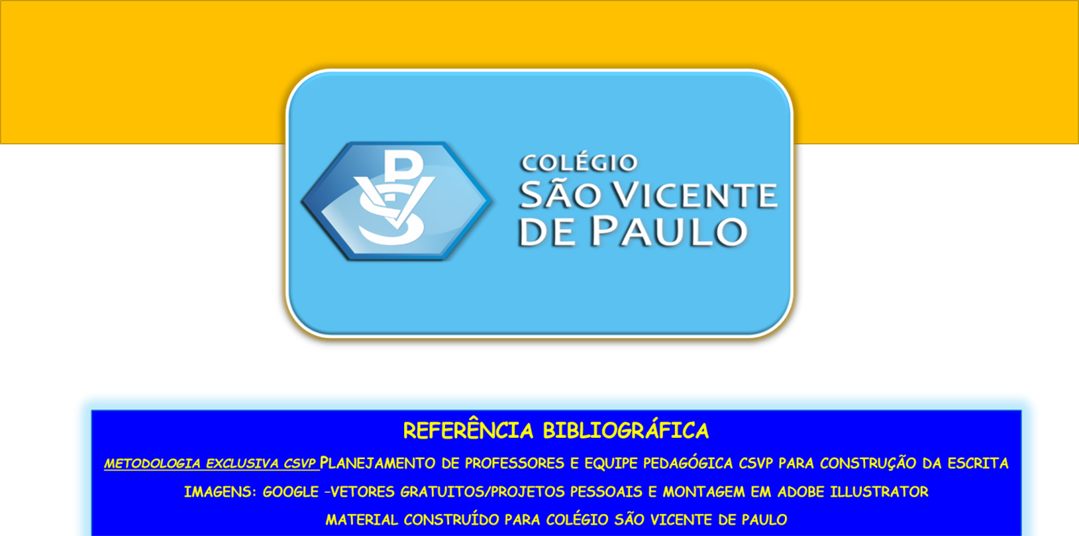 PVS
COLÉGIO
SÃO VICENTE
DE PAULO
REFERÊNCIA BIBLIOGRÁFICA
METODOLOGIA EXCLUSIVA CSVP PLANEJAMENTO DE PROFESSORES E EQUIPE PEDAGÓGICA CSVP PARA CONSTRUÇÃO DA ESCRITA
IMAGENS: GOOGLE -VETORES GRATUITOS/PROJETOS PESSOAIS E MONTAGEM EM ADOBE ILLUSTRATOR
MATERIAL CONSTRUÍDO PARA COLÉGIO SÃO VICENTE DE PAULO